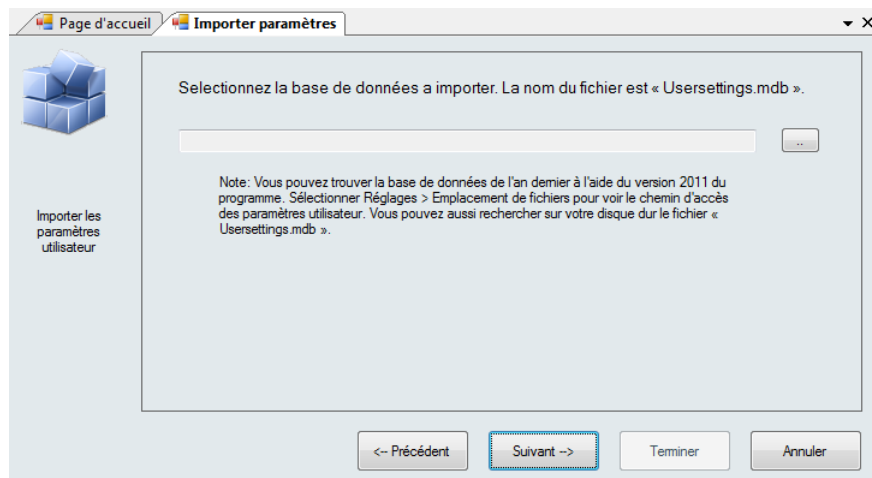 Page d'accueil
Importer paramètres
Selectionnez la base de données a importer. La nom du fichier est « Usersettings.mdb ».
..
Note: Vous pouvez trouver la base de données de l'an dernier à l'aide du version 2011 du
programme. Sélectionner Réglages > Emplacement de fichiers pour voir le chemin d'accès
des paramètres utilisateur. Vous pouvez aussi rechercher sur votre disque dur le fichier «
Usersettings.mdb ».
Importer les
paramètres
utilisateur
<-- Précédent
Suivant -->
Terminer
Annuler